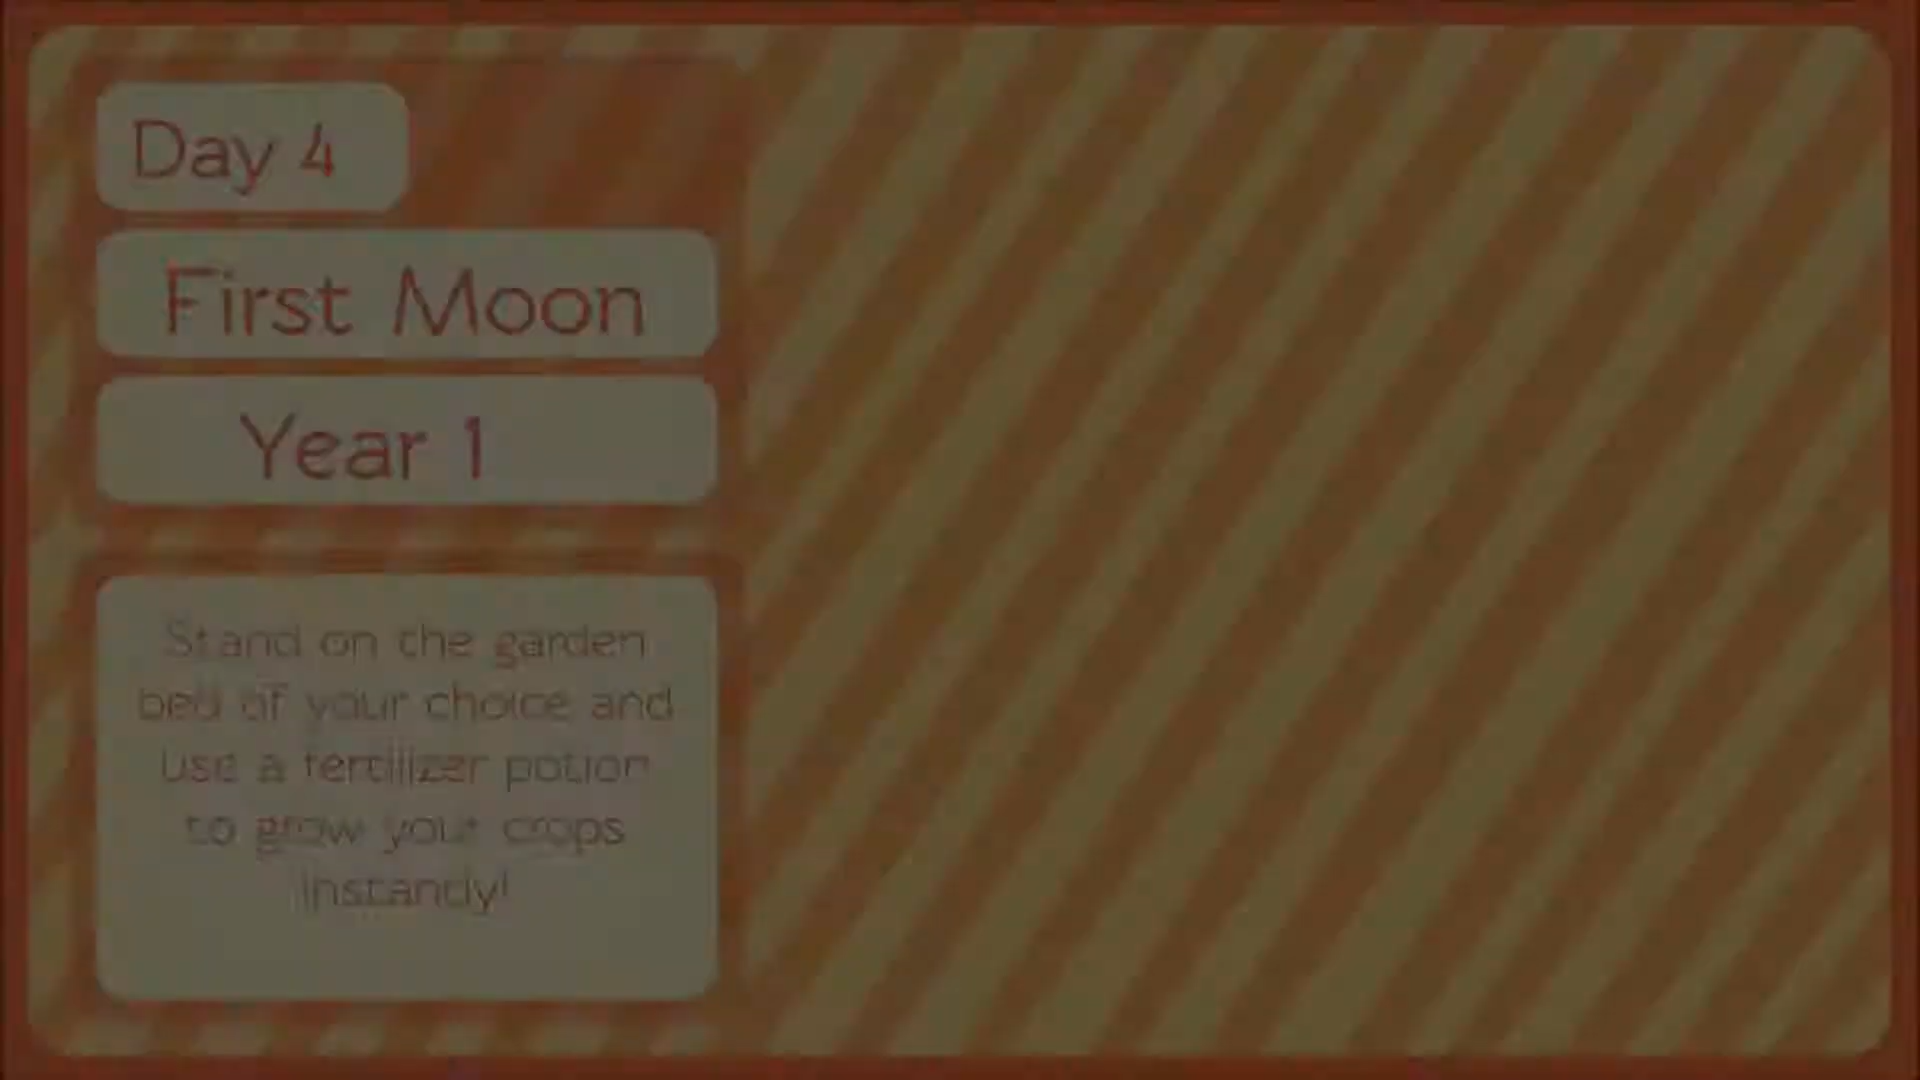 Day 4
First Moon
Year 1
Stand on the garden
bed of your choice and
use a fertilizer potion
to grow your crops
instantly!